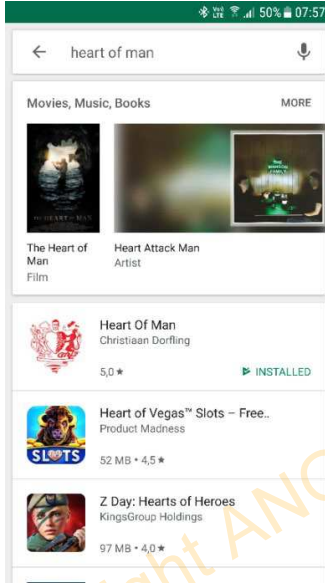 50% 07:57
heart of man
Movies, Music, Books MORE
The Heart of
Man
Film
Heart Attack Man
Artist
Heart Of Man
Christiaan Dorfling
5,0 ★ INSTALLED
Heart of Vegas™ Slots – Free..
Product Madness
52 MB • 4,5 ★
SLOTS
Z Day: Hearts of Heroes
KingsGroup Holdings
97 MB • 4,0 ★